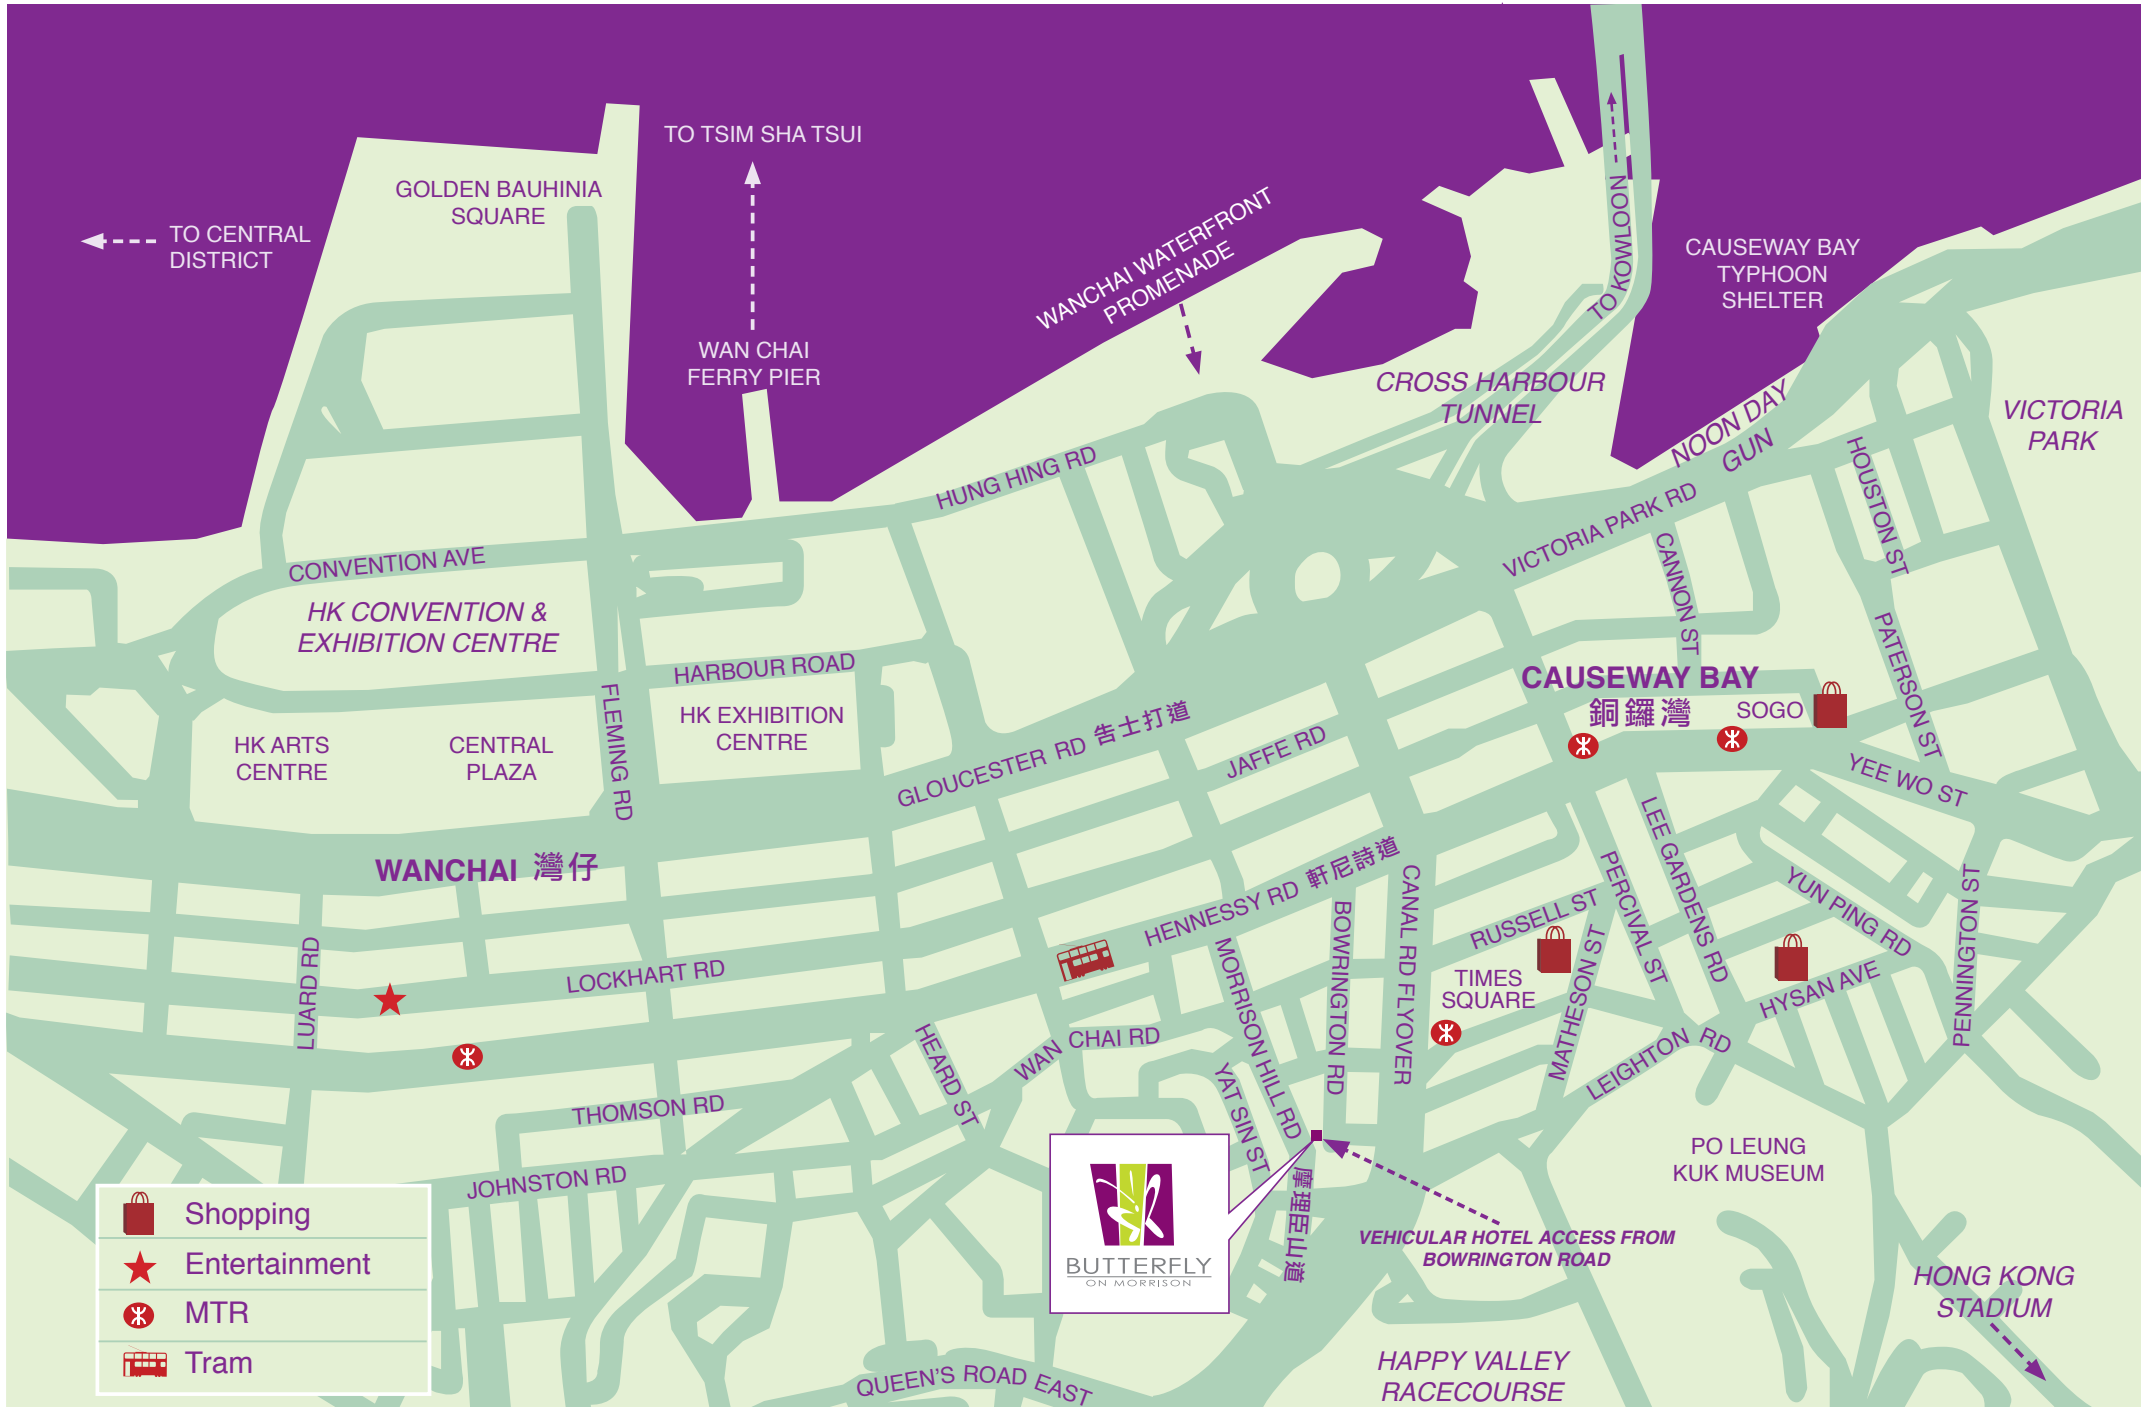 TO TSIM SHA TSUI
GOLDEN BAUHINIA
SQUARE
TO CENTRAL
DISTRICT
WANCHAI WATERFRONT
PROMENADE
TO KOWLOON
CAUSEWAY BAY
TYPHOON
SHELTER
WAN CHAI
FERRY PIER
CROSS HARBOUR
TUNNEL
NOON DAY
GUN
VICTORIA
PARK
HUNG HING RD
VICTORIA PARK RD
HOUSTON ST
CONVENTION AVE
CANNON ST
HK CONVENTION &
EXHIBITION CENTRE
PATERSON ST
HARBOUR ROAD
FLEMING RD
CAUSEWAY BAY
銅鑼灣
SOGO
HK EXHIBITION
CENTRE
HK ARTS
CENTRE
CENTRAL
PLAZA
GLOUCESTER RD 告士打道
JAFFE RD
YEE WO ST
WANCHAI 灣仔
HENNESSY RD 軒尼詩道
CANAL RD FLYOVER
BOWRINGTON RD
LEE GARDENS RD
PERCIVAL ST
YUN PING RD
PENNINGTON ST
RUSSELL ST
LUARD RD
LOCKHART RD
MORRISON HILL RD
TIMES
SQUARE
MATHESON ST
HYSAN AVE
HEARD ST
WAN CHAI RD
LEIGHTON RD
YAT SIN ST
THOMSON RD
JOHNSTON RD
摩理臣山道
PO LEUNG
KUK MUSEUM
VEHICULAR HOTEL ACCESS FROM
BOWRINGTON ROAD
BUTTERFLY
ON MORRISON
HONG KONG
STADIUM
HAPPY VALLEY
RACECOURSE
QUEEN'S ROAD EAST
Shopping
Entertainment
MTR
Tram